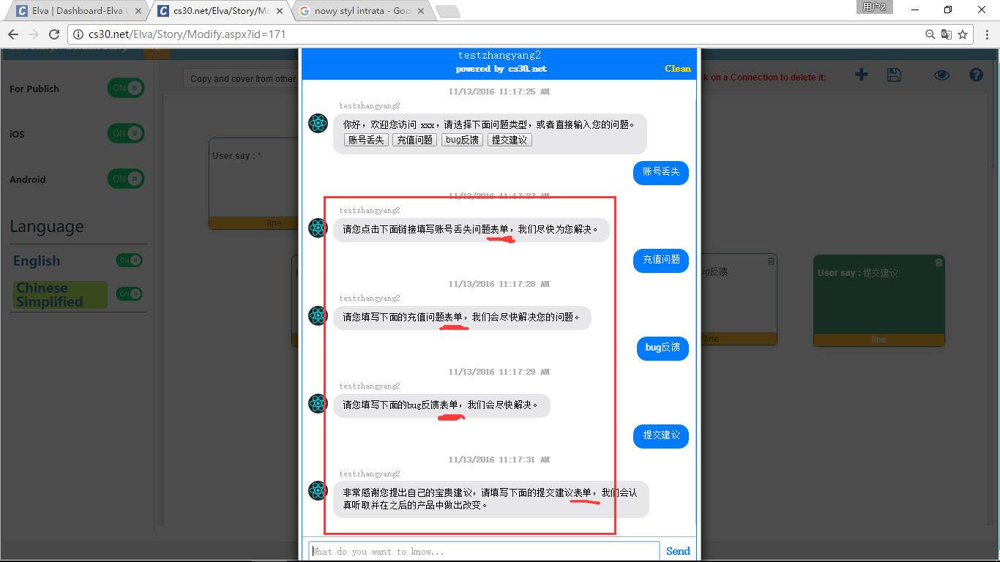 Elva | Dashboard-Elva
cs30.net/Elva/Story/Mo
nowy styl intrata - Goo
用户2
cs30.net/Elva/Story/Modify.aspx?id=171
testzhangyang2
powered by cs30.net
Clean
Copy and cover from other
ck on a Connection to delete it;
For Publish
ON
iOS
ON
Android
ON
Language
English
ON
Chinese
Simplified
ON
User say : *
line
11/13/2016 11:17:25 AM
testzhangyang2
你好，欢迎您访问 xxx，请选择下面问题类型，或者直接输入您的问题。
账号丢失 充值问题 bug反馈 提交建议
账号丢失
11/13/2016 11:17:27 AM
testzhangyang2
请您点击下面链接填写账号丢失问题表单，我们尽快为您解决。
充值问题
11/13/2016 11:17:28 AM
testzhangyang2
请您填写下面的充值问题表单，我们会尽快解决您的问题。
bug反馈
11/13/2016 11:17:29 AM
testzhangyang2
请您填写下面的bug反馈表单，我们会尽快解决。
提交建议
11/13/2016 11:17:31 AM
testzhangyang2
非常感谢您提出自己的宝贵建议，请填写下面的提交建议表单，我们会认
真听取并在之后的产品中做出改变。
What do you want to know...
Send
ug反馈
line
User say : 提交建议
line